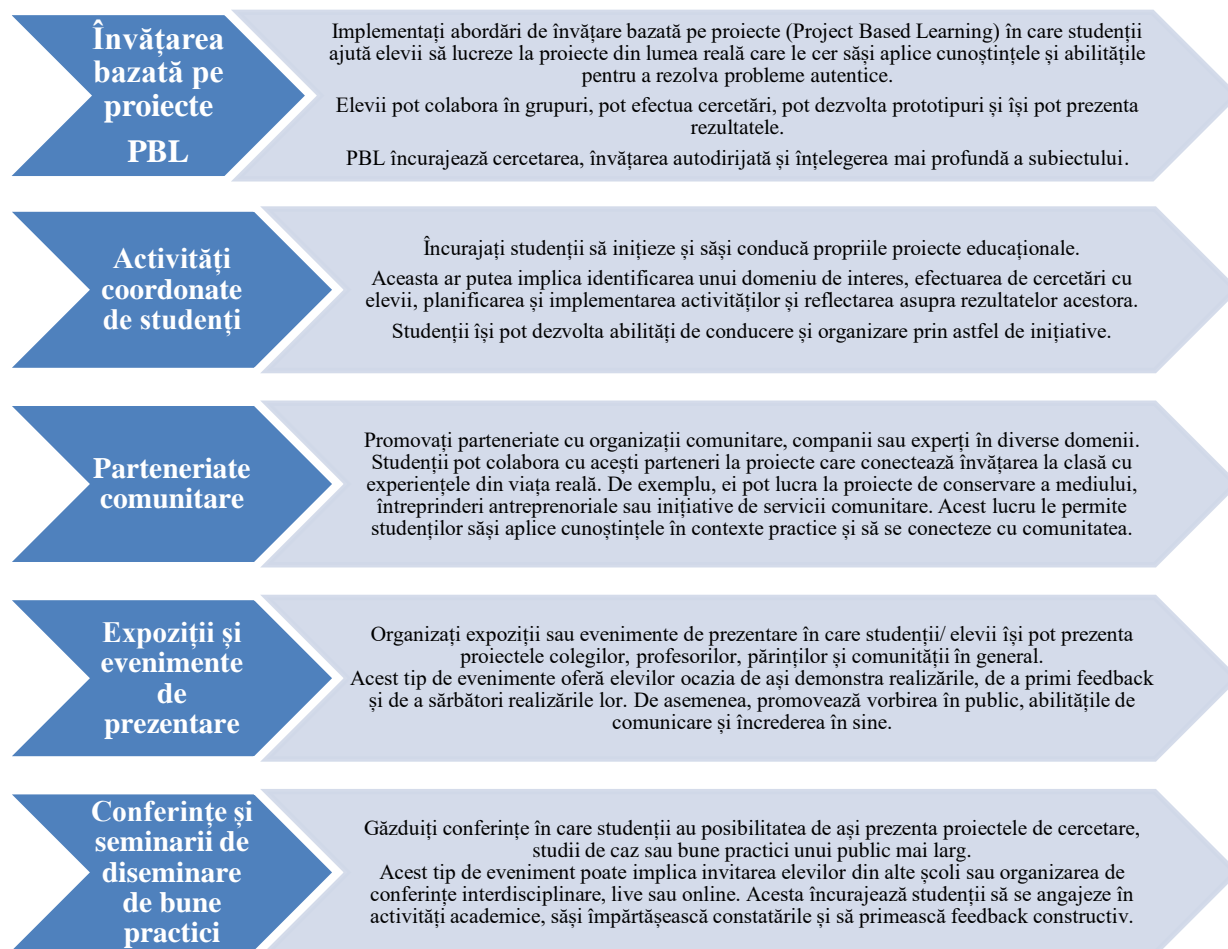 Învățarea
bazată pe
proiecte
PBL
Implementați abordări de învățare bazată pe proiecte (Project Based Learning) în care studenții
ajută elevii să lucreze la proiecte din lumea reală care le cer săși aplice cunoștințele și abilitățile
pentru a rezolva probleme autentice.
Elevii pot colabora în grupuri, pot efectua cercetări, pot dezvolta prototipuri și își pot prezenta
rezultatele.
PBL încurajează cercetarea, învățarea autodirijată și înțelegerea mai profundă a subiectului.
Activități
coordonate
de studenți
Încurajați studenții să inițieze și săși conducă propriile proiecte educaționale.
Aceasta ar putea implica identificarea unui domeniu de interes, efectuarea de cercetări cu
elevii, planificarea și implementarea activităților și reflectarea asupra rezultatelor acestora.
Studenții își pot dezvolta abilități de conducere și organizare prin astfel de inițiative.
Parteneriate
comunitare
Promovați parteneriate cu organizații comunitare, companii sau experți în diverse domenii.
Studenții pot colabora cu acești parteneri la proiecte care conectează învățarea la clasă cu
experiențele din viața reală. De exemplu, ei pot lucra la proiecte de conservare a mediului,
întreprinderi antreprenoriale sau inițiative de servicii comunitare. Acest lucru le permite
studenților săși aplice cunoștințele în contexte practice și să se conecteze cu comunitatea.
Expoziții și
evenimente
de
prezentare
Organizați expoziții sau evenimente de prezentare în care studenții/ elevii își pot prezenta
proiectele colegilor, profesorilor, părinților și comunității în general.
Acest tip de evenimente oferă elevilor ocazia de ași demonstra realizările, de a primi feedback
și de a sărbători realizările lor. De asemenea, promovează vorbirea în public, abilitățile de
comunicare și încrederea în sine.
Conferințe și
seminarii de
diseminare
de bune
practici
Găzduiți conferințe în care studenții au posibilitatea de ași prezenta proiectele de cercetare,
studii de caz sau bune practici unui public mai larg.
Acest tip de eveniment poate implica invitarea elevilor din alte școli sau organizarea de
conferințe interdisciplinare, live sau online. Acesta încurajează studenții să se angajeze în
activități academice, săși împărtășească constatările și să primească feedback constructiv.